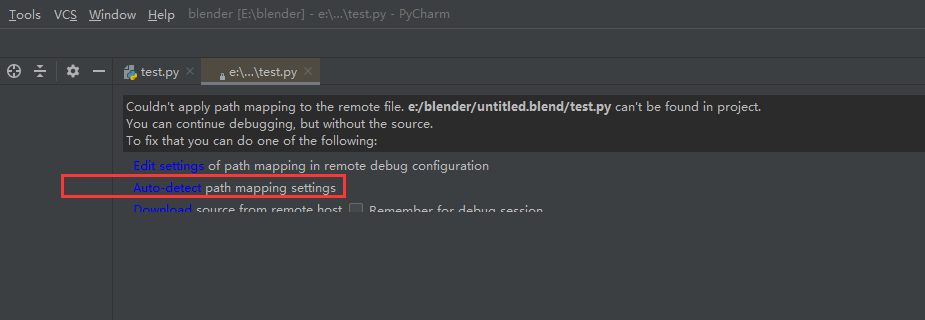 Tools VCS Window Help blender [E:\blender] - e:\...\test.py - PyCharm
test.py e:\...\test.py
Couldn't apply path mapping to the remote file. e:/blender/untitled.blend/test.py can't be found in project.
You can continue debugging, but without the source.
To fix that you can do one of the following:
Edit settings of path mapping in remote debug configuration
Auto-detect path mapping settings
Download source from remote host Remember for debug session